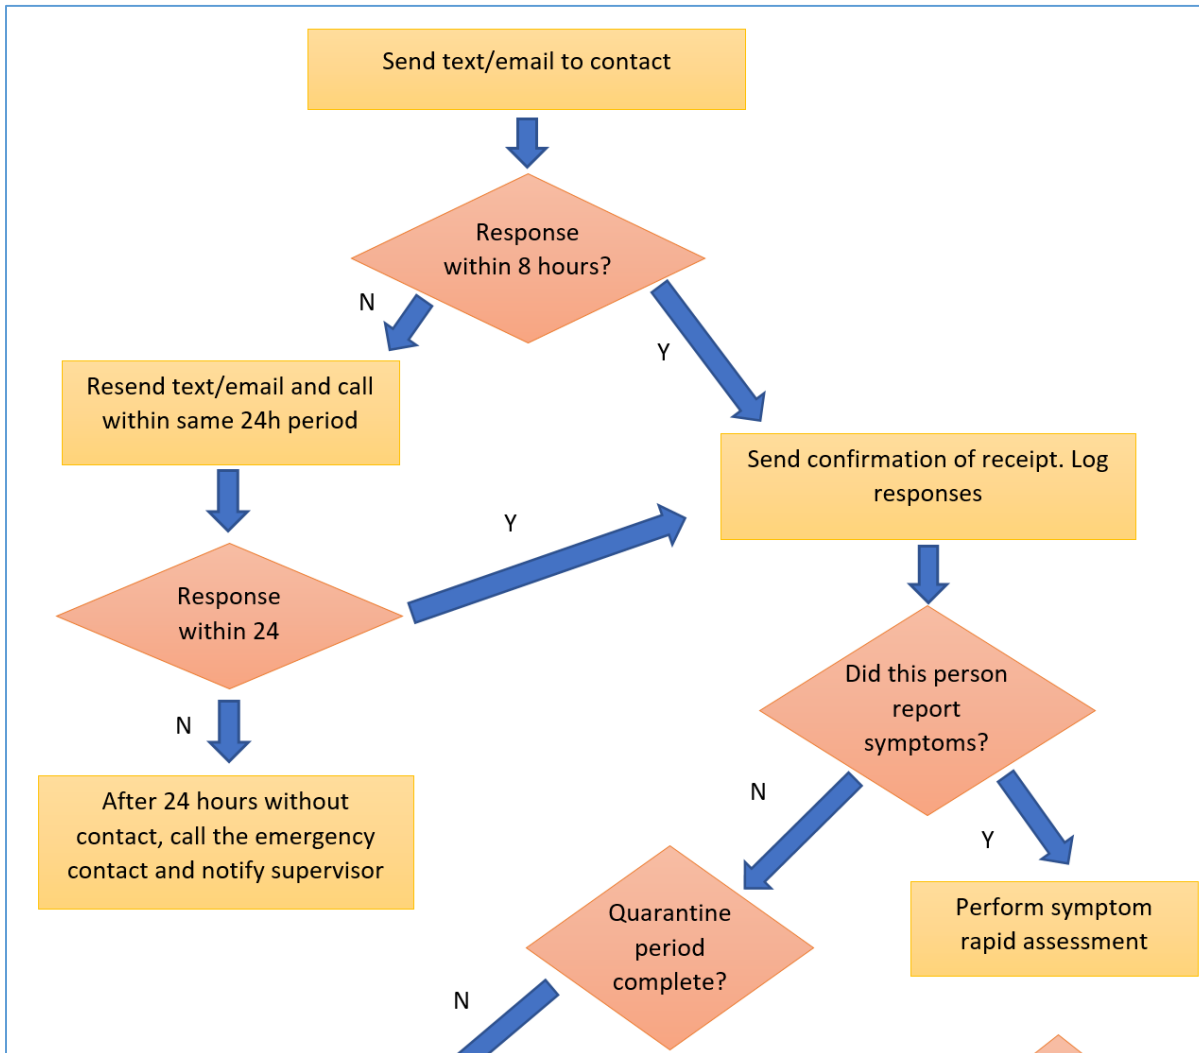 Send text/email to contact
Response
within 8 hours?
N
Y
Resend text/email and call
within same 24h period
Send confirmation of receipt. Log
responses
Y
Response
within 24
N
Did this person
report
symptoms?
After 24 hours without
contact, call the emergency
contact and notify supervisor
N
Y
Quarantine
period
complete?
Perform symptom
rapid assessment
N